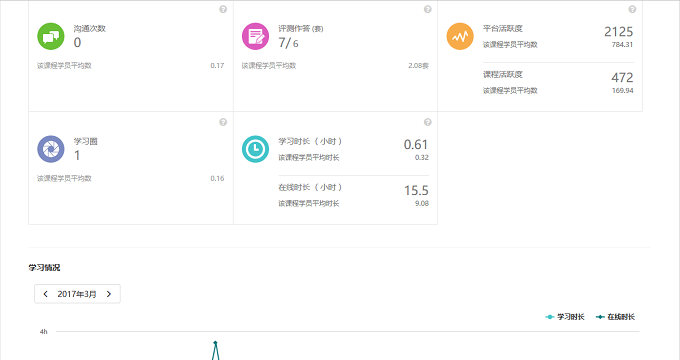 沟通次数
0
该课程学员平均数 0.17
评测作答 (套)
7/ 6
该课程学员平均数 2.08套
平台活跃度 2125
该课程学员平均数 784.31
课程活跃度 472
该课程学员平均数 169.94
学习圈
1
该课程学员平均数 0.16
学习时长（小时） 0.61
该课程学员平均时长 0.32
在线时长（小时） 15.5
该课程学员平均时长 9.08
学习情况
2017年3月
学习时长 在线时长
4h